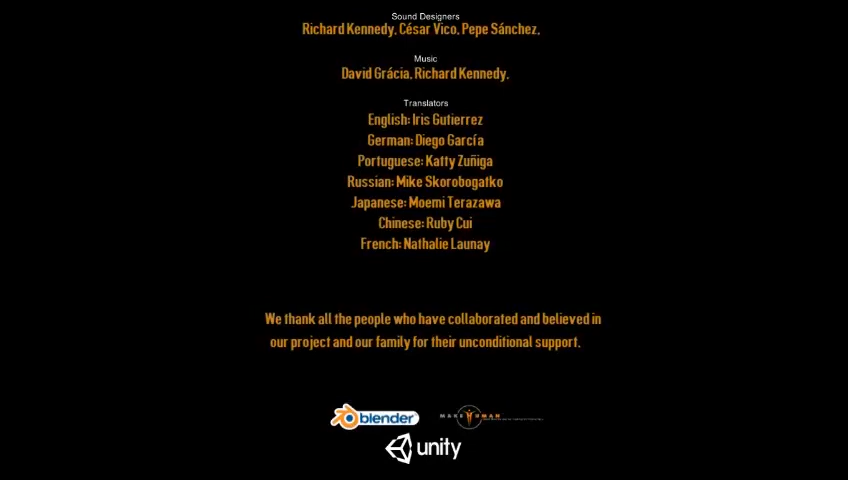 Sound Designers
Richard Kennedy, César Vico, Pepe Sánchez.
Music
David Grácia, Richard Kennedy.
Translators
English: Iris Gutierrez
German: Diego García
Portuguese: Katty Zuñiga
Russian: Mike Skorobogatko
Japanese: Moemi Terazawa
Chinese: Ruby Cui
French: Nathalie Launay
We thank all the people who have collaborated and believed in
our project and our family for their unconditional support.
blender
MAKEHUMAN
unity